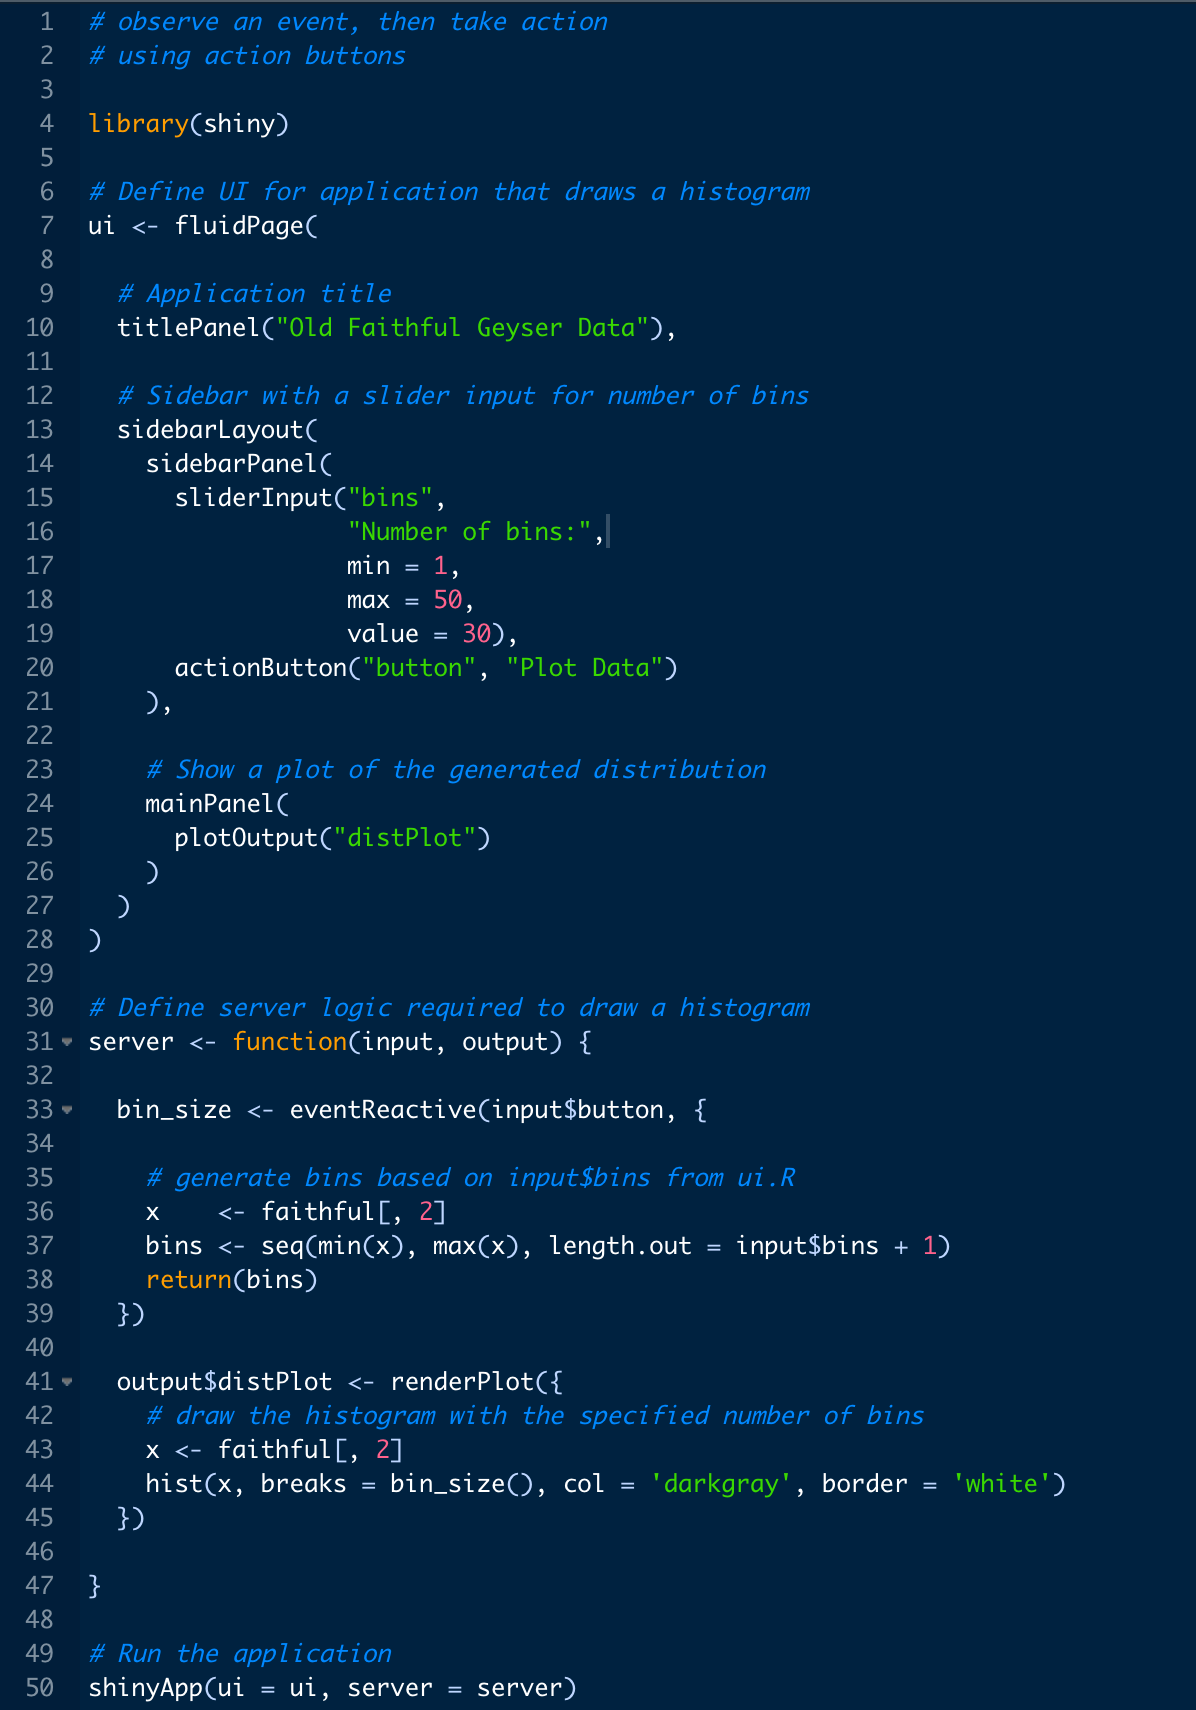 1 # observe an event, then take action
2 # using action buttons
3
4 library(shiny)
5
6 # Define UI for application that draws a histogram
7 ui <- fluidPage(
8
9 # Application title
10 titlePanel("Old Faithful Geyser Data"),
11
12 # Sidebar with a slider input for number of bins
13 sidebarLayout(
14 sidebarPanel(
15 sliderInput("bins",
16 "Number of bins:",
17 min = 1,
18 max = 50,
19 value = 30),
20 actionButton("button", "Plot Data")
21 ),
22
23 # Show a plot of the generated distribution
24 mainPanel(
25 plotOutput("distPlot")
26 )
27 )
28 )
29
30 # Define server logic required to draw a histogram
31 server <- function(input, output) {
32
33 bin_size <- eventReactive(input$button, {
34
35 # generate bins based on input$bins from ui.R
36 x    <- faithful[, 2]
37 bins <- seq(min(x), max(x), length.out = input$bins + 1)
38 return(bins)
39 })
40
41 output$distPlot <- renderPlot({
42 # draw the histogram with the specified number of bins
43 x <- faithful[, 2]
44 hist(x, breaks = bin_size(), col = 'darkgray', border = 'white')
45 })
46
47 }
48
49 # Run the application
50 shinyApp(ui = ui, server = server)